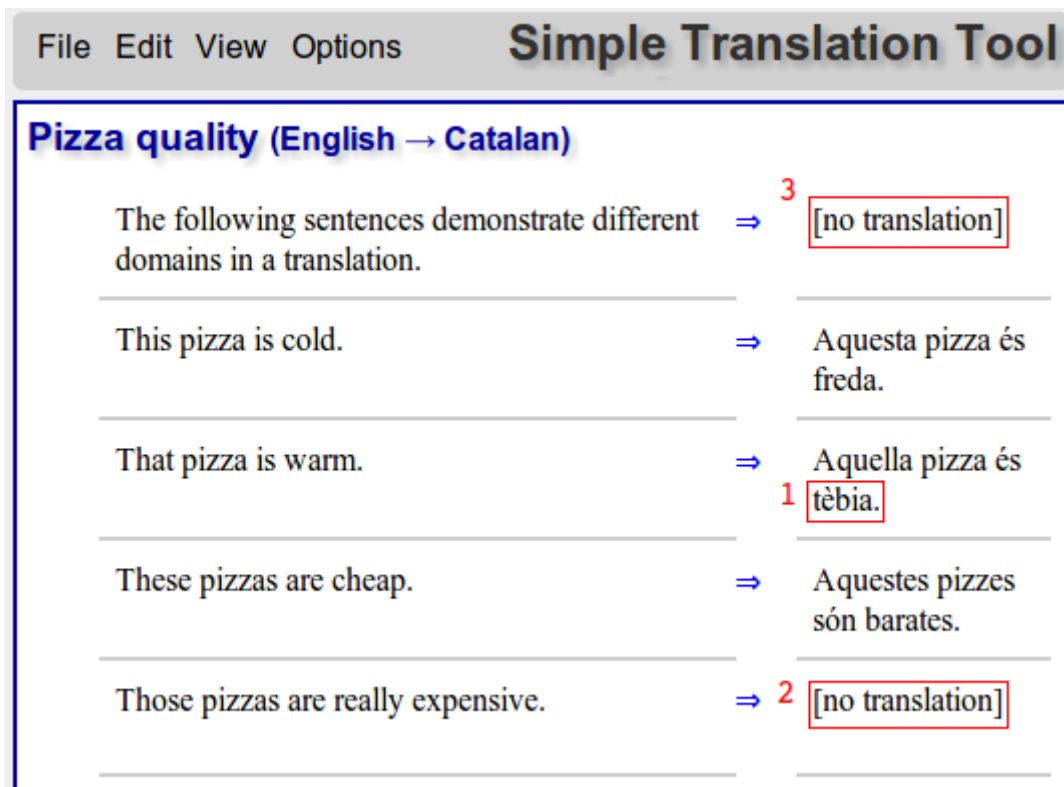 File Edit View Options Simple Translation Tool
Pizza quality (English → Catalan)
3
The following sentences demonstrate different ⇒ [no translation]
domains in a translation.
This pizza is cold. ⇒ Aquesta pizza és
freda.
That pizza is warm. ⇒ Aquella pizza és
1 tèbia.
These pizzas are cheap. ⇒ Aquestes pizzes
són barates.
Those pizzas are really expensive. ⇒ 2 [no translation]